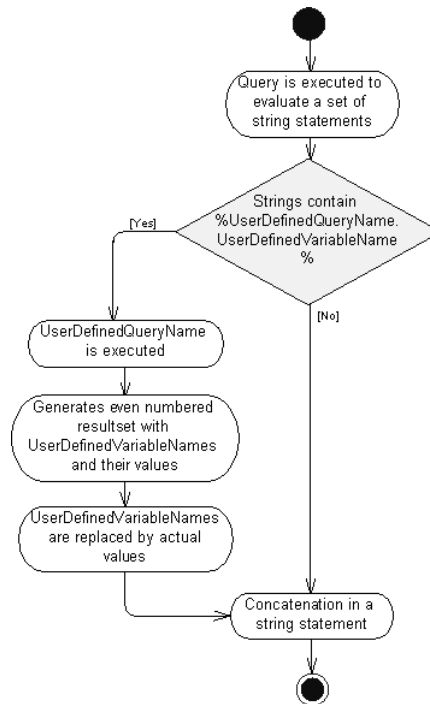 Query is executed to
evaluate a set of
string statements
Strings contain
%UserDefinedQueryName.
UserDefinedVariableName
%
[Yes]
[No]
UserDefinedQueryName
is executed
Generates even numbered
resultset with
UserDefinedVariableNames
and their values
UserDefinedVariableNames
are replaced by actual
values
Concatenation in a
string statement